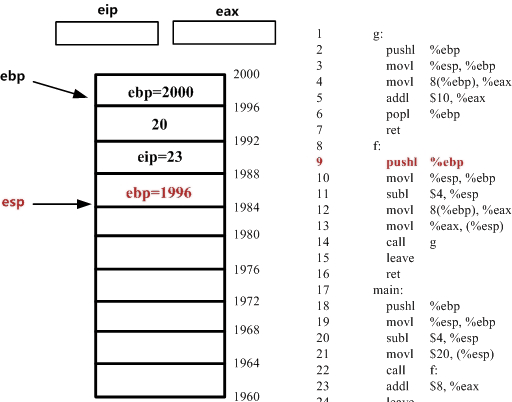 eip eax
ebp
esp
2000
ebp=2000
1996
20
1992
eip=23
1988
ebp=1996
1984
1980
1976
1972
1968
1964
1960
1 g:
2 pushl %ebp
3 movl %esp, %ebp
4 movl 8(%ebp), %eax
5 addl $10, %eax
6 popl %ebp
7 ret
8 f:
9 pushl %ebp
10 movl %esp, %ebp
11 subl $4, %esp
12 movl 8(%ebp), %eax
13 movl %eax, (%esp)
14 call g
15 leave
16 ret
17 main:
18 pushl %ebp
19 movl %esp, %ebp
20 subl $4, %esp
21 movl $20, (%esp)
22 call f:
23 addl $8, %eax
24 leave